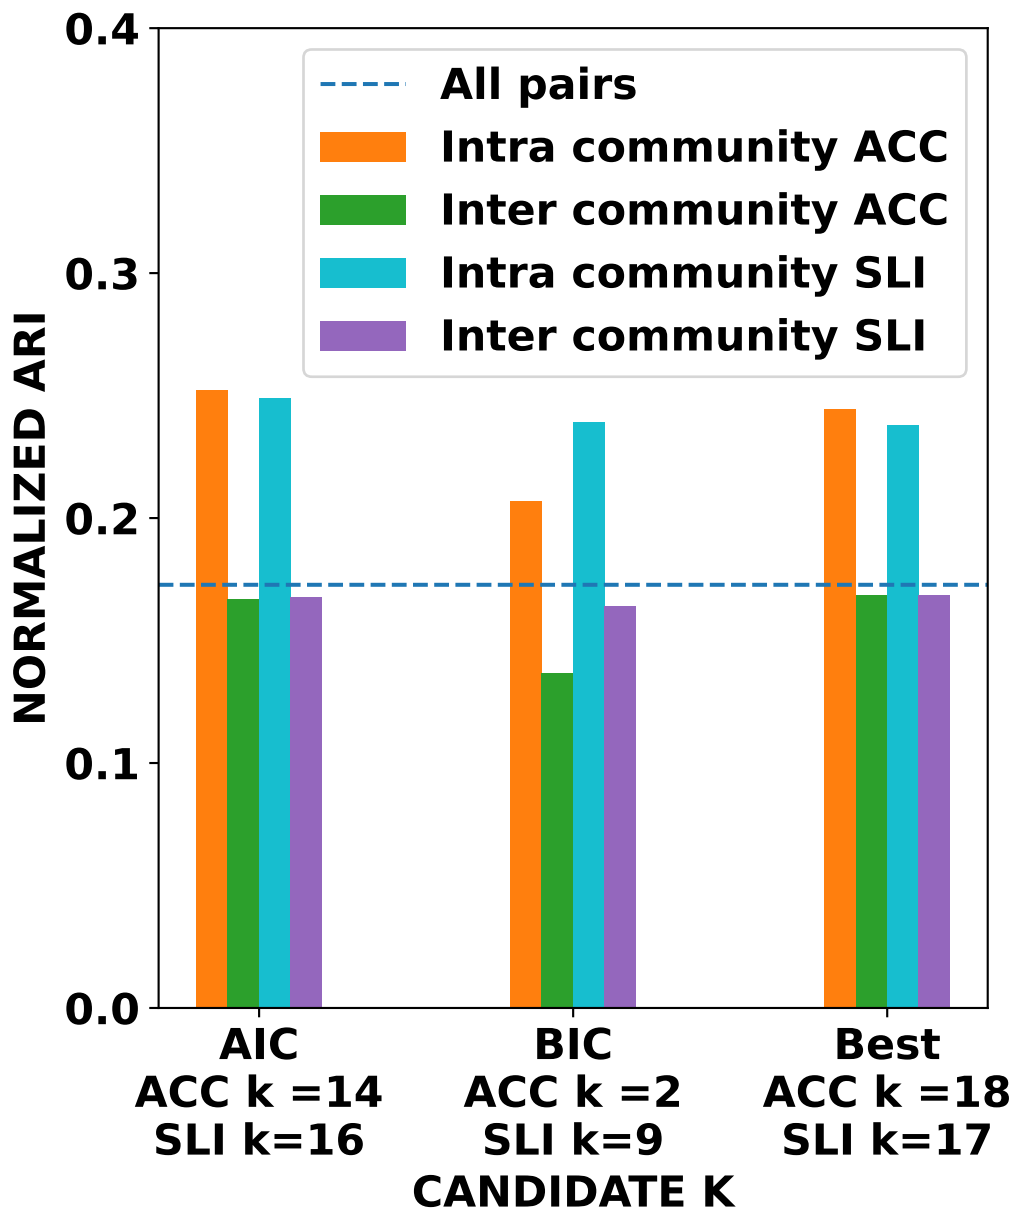 0.4
All pairs
Intra community ACC
Inter community ACC
0.3
Intra community SLI
Inter community SLI
NORMALIZED ARI
0.2
0.1
0.0
AIC BIC Best
ACC k =14 ACC k =2 ACC k =18
SLI k=16 SLI k=9 SLI k=17
CANDIDATE K